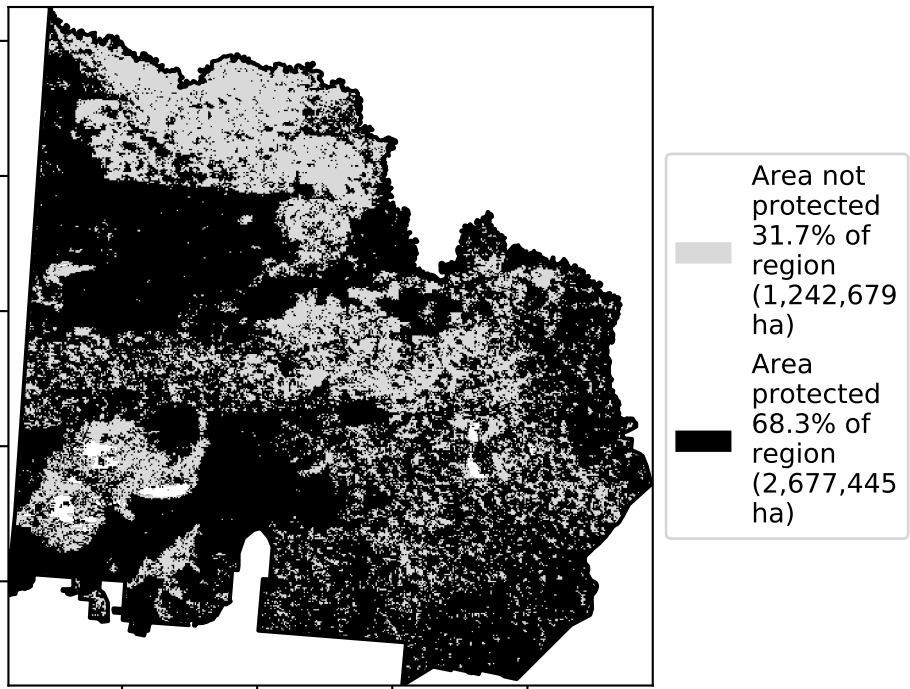 Area not
protected
31.7% of
region
(1,242,679
ha)
Area
protected
68.3% of
region
(2,677,445
ha)